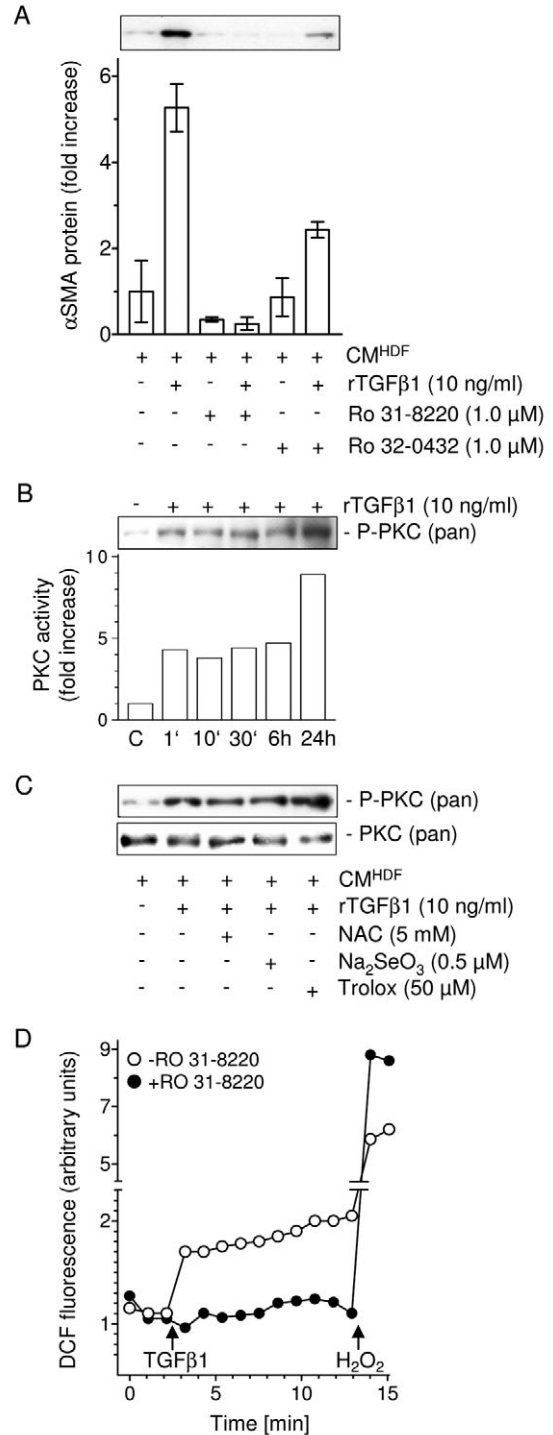 A
αSMA protein (fold increase)
6
4
2
0
+ + + + + + CM^HDF
- + - + - + rTGFβ1 (10 ng/ml)
- - + + - - Ro 31-8220 (1.0 µM)
- - - - + + Ro 32-0432 (1.0 µM)
B
- + + + + + rTGFβ1 (10 ng/ml)
- P-PKC (pan)
PKC activity
(fold increase)
10
5
0
C 1‘ 10‘ 30‘ 6h 24h
C
- P-PKC (pan)
- PKC (pan)
+ + + + + CM^HDF
- + + + + rTGFβ1 (10 ng/ml)
- - + - - NAC (5 mM)
- - - + - Na₂SeO₃ (0.5 µM)
- - - - + Trolox (50 µM)
D
DCF fluorescence (arbitrary units)
-RO 31-8220
+RO 31-8220
9
7
5
2
1
TGFβ1
H₂O₂
0 5 10 15
Time [min]